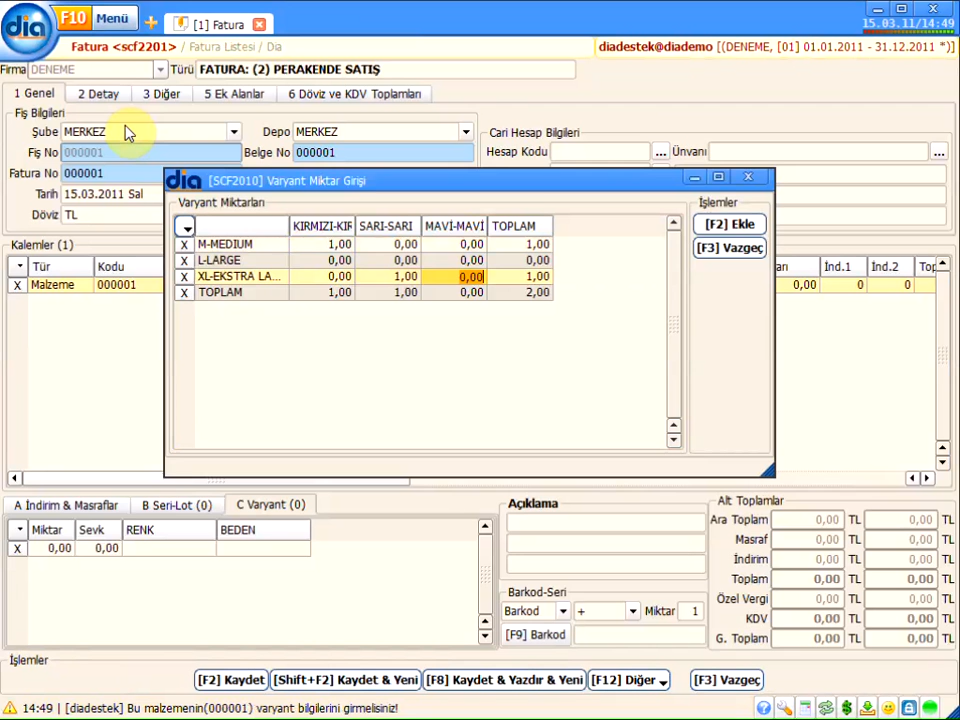 dia F10 Menü [1] Fatura
15.03.11/14:49
Fatura <scf2201> / Fatura Listesi / Dia
diadestek@diademo [(DENEME, [01] 01.01.2011 - 31.12.2011 *)]
Firma DENEME Türü FATURA: (2) PERAKENDE SATIŞ
1 Genel 2 Detay 3 Diğer 5 Ek Alanlar 6 Döviz ve KDV Toplamları
Fiş Bilgileri
Şube MERKEZ Depo MERKEZ Cari Hesap Bilgileri
Fiş No 000001 Belge No 000001 Hesap Kodu ... Ünvanı ...
Fatura No 000001
Tarih 15.03.2011 Sal
Döviz TL
dia [SCF2010] Varyant Miktar Girişi
Varyant Miktarları İşlemler
KIRMIZI-KIR SARI-SARI MAVİ-MAVİ TOPLAM
X M-MEDIUM 1,00 0,00 0,00 1,00
X L-LARGE 0,00 0,00 0,00 0,00
X XL-EKSTRA LA... 0,00 1,00 0,00 1,00
X TOPLAM 1,00 1,00 0,00 2,00
[F2] Ekle
[F3] Vazgeç
Kalemler (1)
Tür Kodu İnd.1 İnd.2 Top
X Malzeme 000001 0,00 0 0
A İndirim & Masraflar B Seri-Lot (0) C Varyant (0)
Miktar Sevk RENK BEDEN
X 0,00 0,00
Açıklama
Barkod-Seri
Barkod + Miktar 1
[F9] Barkod
Alt Toplamlar
Ara Toplam 0,00 TL 0,00 TL
Masraf 0,00 TL 0,00 TL
İndirim 0,00 TL 0,00 TL
Toplam 0,00 TL 0,00 TL
Özel Vergi 0,00 TL 0,00 TL
KDV 0,00 TL 0,00 TL
G. Toplam 0,00 TL 0,00 TL
İşlemler
[F2] Kaydet [Shift+F2] Kaydet & Yeni [F8] Kaydet & Yazdır & Yeni [F12] Diğer [F3] Vazgeç
14:49 [diadestek] Bu malzemenin(000001) varyant bilgilerini girmelisiniz!